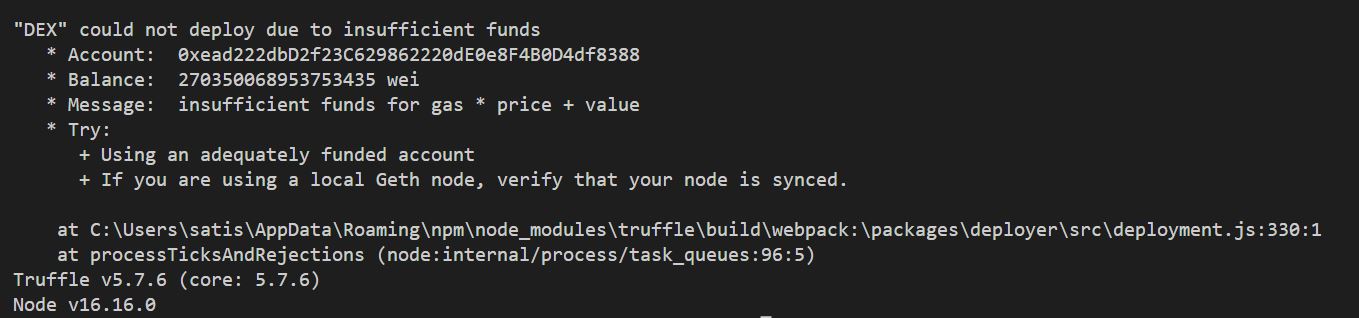 "DEX" could not deploy due to insufficient funds
* Account: 0xead222dbD2f23C629862220dE0e8F4B0D4df8388
* Balance: 270350068953753435 wei
* Message: insufficient funds for gas * price + value
* Try:
+ Using an adequately funded account
+ If you are using a local Geth node, verify that your node is synced.
at C:\Users\satis\AppData\Roaming\npm\node_modules\truffle\build\webpack:\packages\deployer\src\deployment.js:330:1
at processTicksAndRejections (node:internal/process/task_queues:96:5)
Truffle v5.7.6 (core: 5.7.6)
Node v16.16.0